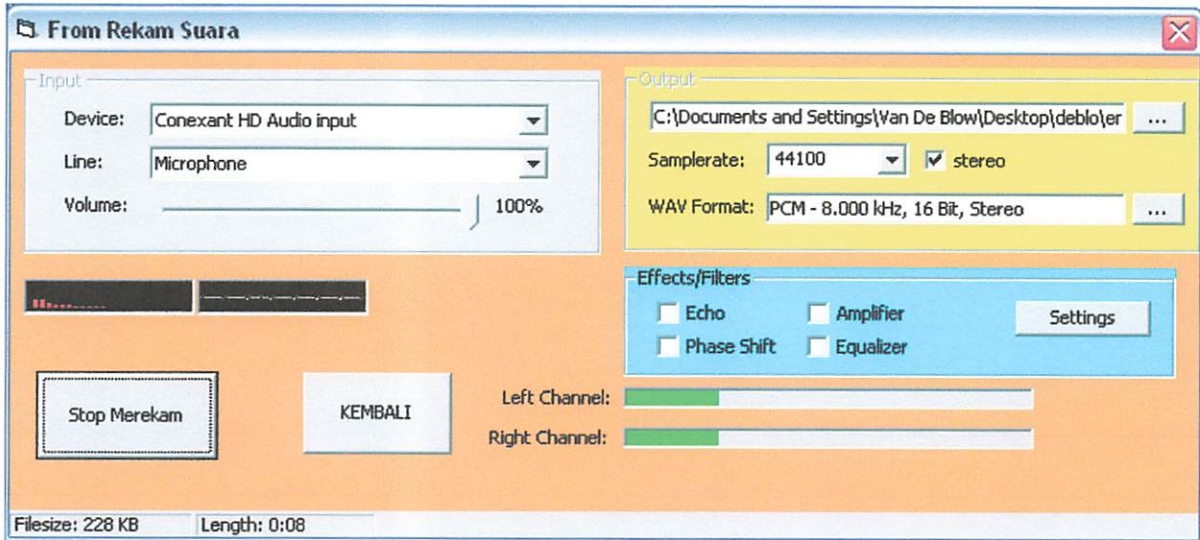 From Rekam Suara
Input
Device: Conexant HD Audio input
Line: Microphone
Volume: 100%
Output
C:\Documents and Settings\Van De Blow\Desktop\deblo\er ...
Samplerate: 44100 stereo
WAV Format: PCM - 8.000 kHz, 16 Bit, Stereo ...
Effects/Filters
Echo Amplifier Settings
Phase Shift Equalizer
Stop Merekam KEMBALI
Left Channel:
Right Channel:
Filesize: 228 KB Length: 0:08